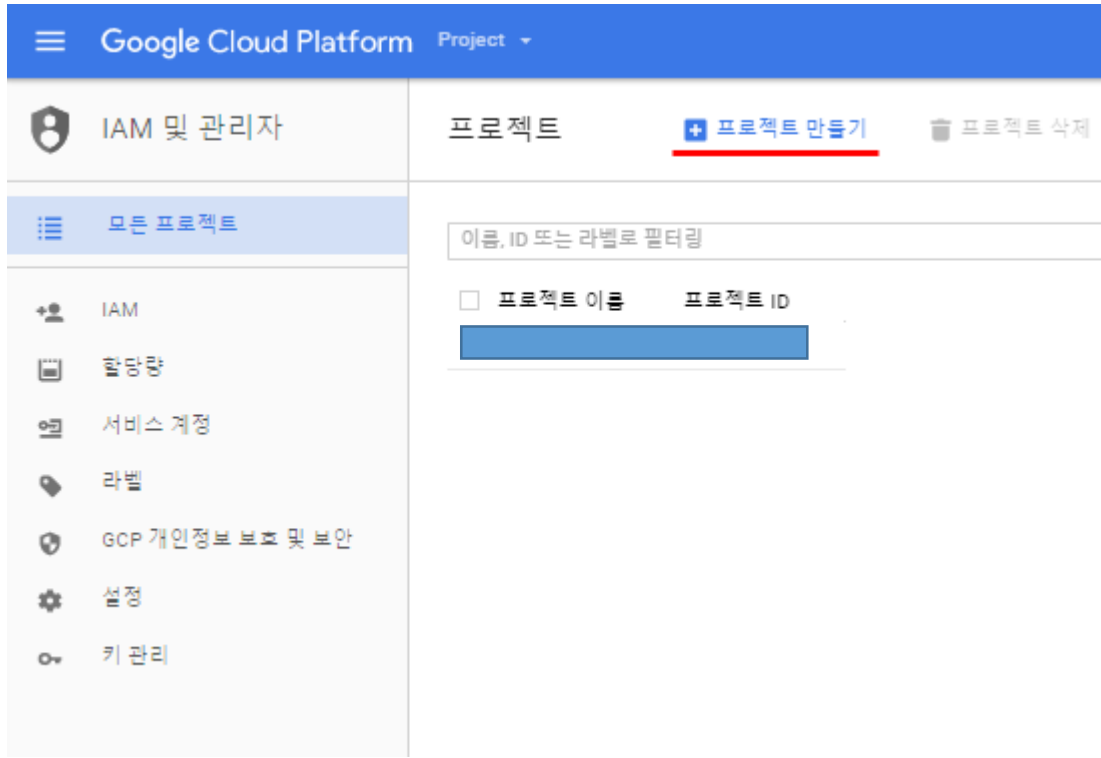 Google Cloud Platform Project
IAM 및 관리자
프로젝트 프로젝트 만들기 프로젝트 삭제
모든 프로젝트
이름, ID 또는 라벨로 필터링
프로젝트 이름 프로젝트 ID
IAM
할당량
서비스 계정
라벨
GCP 개인정보 보호 및 보안
설정
키 관리